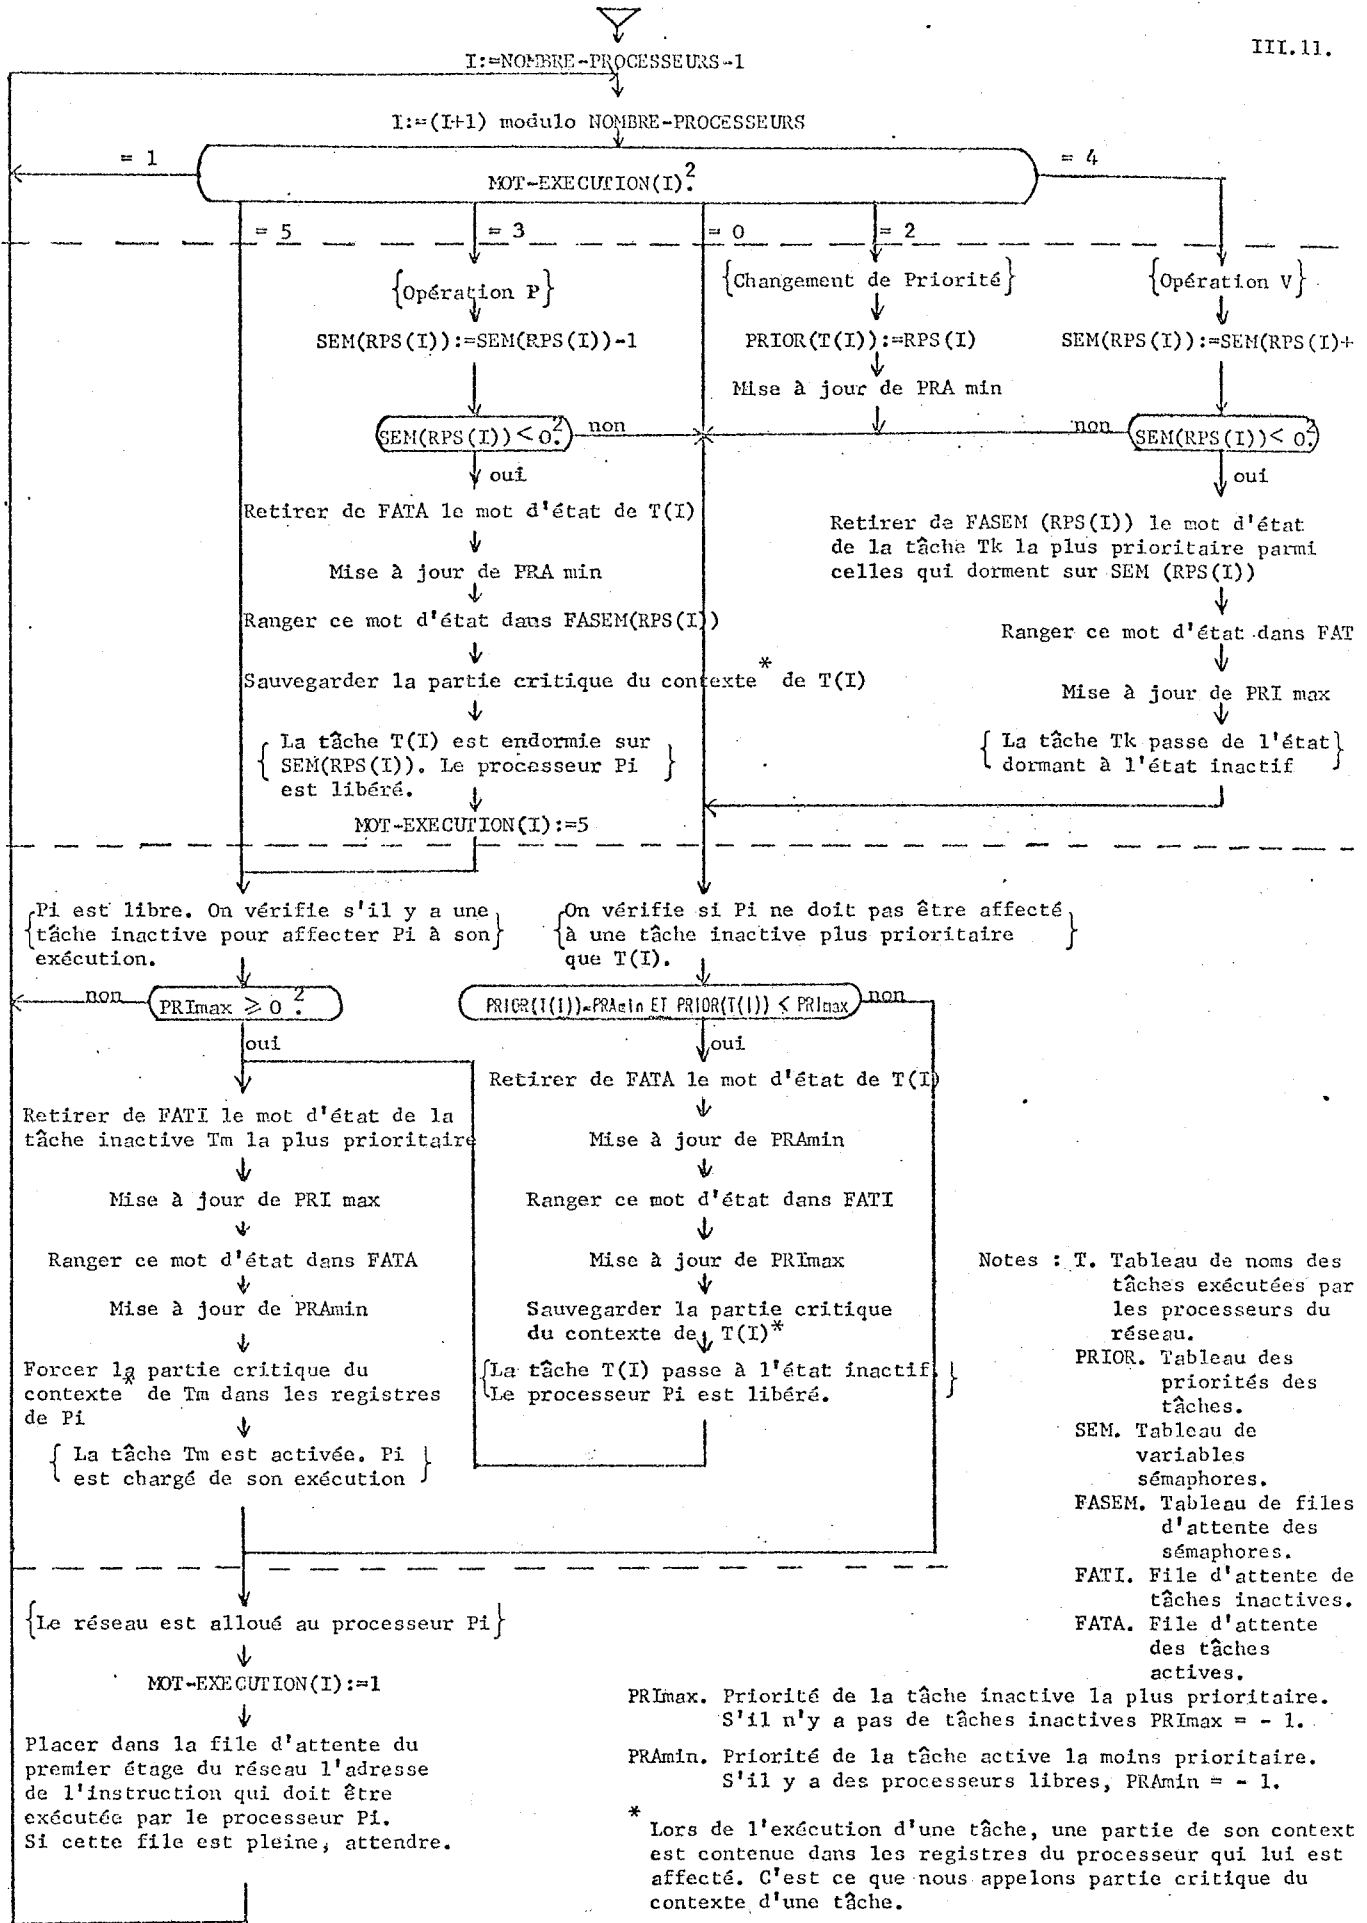 III.11.
I:=NOMBRE-PROCESSEURS-1
I:=(I+1) modulo NOMBRE-PROCESSEURS
= 1
MOT-EXECUTION(I)?
= 4
= 5
= 3
= 0
= 2
{Opération P}
{Changement de Priorité}
{Opération V}
SEM(RPS(I)):=SEM(RPS(I))-1
PRIOR(T(I)):=RPS(I)
SEM(RPS(I)):=SEM(RPS(I)+
Mise à jour de PRA min
SEM(RPS(I))< 0?
non
non
SEM(RPS(I))< 0?
oui
oui
Retirer de FATA le mot d'état de T(I)
Mise à jour de PRA min
Ranger ce mot d'état dans FASEM(RPS(I))
Sauvegarder la partie critique du contexte* de T(I)
{La tâche T(I) est endormie sur
SEM(RPS(I)). Le processeur Pi
est libéré.}
MOT-EXECUTION(I):=5
Retirer de FASEM (RPS(I)) le mot d'état
de la tâche Tk la plus prioritaire parmi
celles qui dorment sur SEM (RPS(I))
Ranger ce mot d'état dans FAT
Mise à jour de PRI max
{La tâche Tk passe de l'état
dormant à l'état inactif}
{Pi est libre. On vérifie s'il y a une
tâche inactive pour affecter Pi à son
exécution.}
{On vérifie si Pi ne doit pas être affecté
à une tâche inactive plus prioritaire
que T(I).}
non
PRImax ⩾ 0 ?
PRIOR(T(I))=PRAmin ET PRIOR(T(I)) < PRImax
non
oui
oui
Retirer de FATI le mot d'état de la
tâche inactive Tm la plus prioritaire
Mise à jour de PRI max
Ranger ce mot d'état dans FATA
Mise à jour de PRAmin
Forcer la partie critique du
contexte* de Tm dans les registres
de Pi
{La tâche Tm est activée. Pi
est chargé de son exécution}
Retirer de FATA le mot d'état de T(I)
Mise à jour de PRAmin
Ranger ce mot d'état dans FATI
Mise à jour de PRImax
Sauvegarder la partie critique
du contexte de T(I)*
{La tâche T(I) passe à l'état inactif.
Le processeur Pi est libéré.}
{Le réseau est alloué au processeur Pi}
MOT-EXECUTION(I):=1
Placer dans la file d'attente du
premier étage du réseau l'adresse
de l'instruction qui doit être
exécutée par le processeur Pi.
Si cette file est pleine, attendre.
Notes : T. Tableau de noms des
tâches exécutées par
les processeurs du
réseau.
PRIOR. Tableau des
priorités des
tâches.
SEM. Tableau de
variables
sémaphores.
FASEM. Tableau de files
d'attente des
sémaphores.
FATI. File d'attente de
tâches inactives.
FATA. File d'attente
des tâches
actives.
PRImax. Priorité de la tâche inactive la plus prioritaire.
S'il n'y a pas de tâches inactives PRImax = - 1.
PRAmin. Priorité de la tâche active la moins prioritaire.
S'il y a des processeurs libres, PRAmin = - 1.
* Lors de l'exécution d'une tâche, une partie de son context
est contenue dans les registres du processeur qui lui est
affecté. C'est ce que nous appelons partie critique du
contexte d'une tâche.